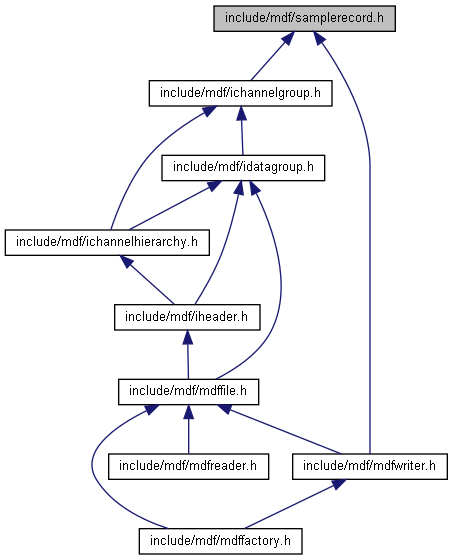 include/mdf/samplerecord.h
include/mdf/ichannelgroup.h
include/mdf/idatagroup.h
include/mdf/ichannelhierarchy.h
include/mdf/iheader.h
include/mdf/mdffile.h
include/mdf/mdfreader.h
include/mdf/mdfwriter.h
include/mdf/mdffactory.h